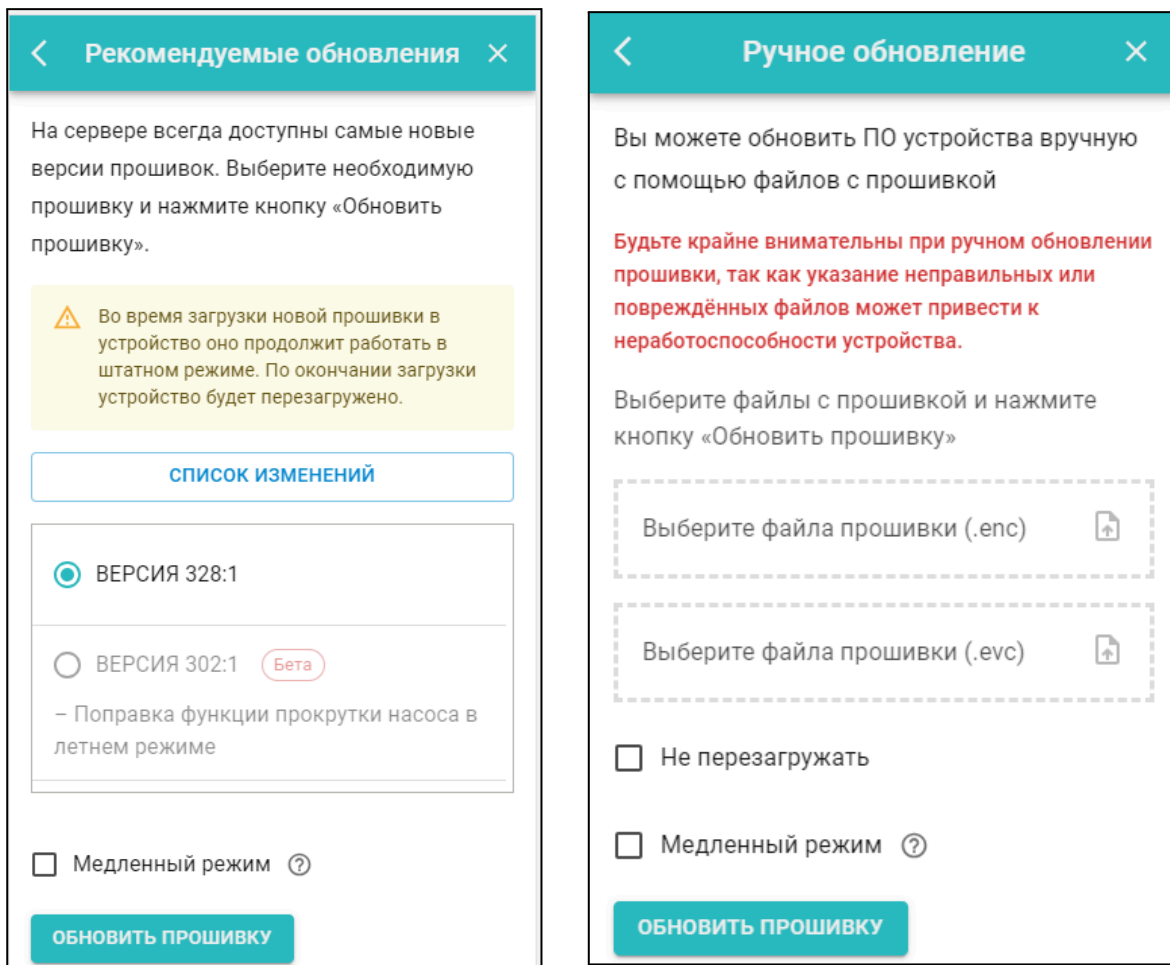 Рекомендуемые обновления
На сервере всегда доступны самые новые
версии прошивок. Выберите необходимую
прошивку и нажмите кнопку «Обновить
прошивку».
Во время загрузки новой прошивки в
устройство оно продолжит работать в
штатном режиме. По окончании загрузки
устройство будет перезагружено.
СПИСОК ИЗМЕНЕНИЙ
ВЕРСИЯ 328:1
ВЕРСИЯ 302:1 Бета
– Поправка функции прокрутки насоса в
летнем режиме
Медленный режим ?
ОБНОВИТЬ ПРОШИВКУ
Ручное обновление
Вы можете обновить ПО устройства вручную
с помощью файлов с прошивкой
Будьте крайне внимательны при ручном обновлении
прошивки, так как указание неправильных или
повреждённых файлов может привести к
неработоспособности устройства.
Выберите файлы с прошивкой и нажмите
кнопку «Обновить прошивку»
Выберите файла прошивки (.enc)
Выберите файла прошивки (.evc)
Не перезагружать
Медленный режим ?
ОБНОВИТЬ ПРОШИВКУ